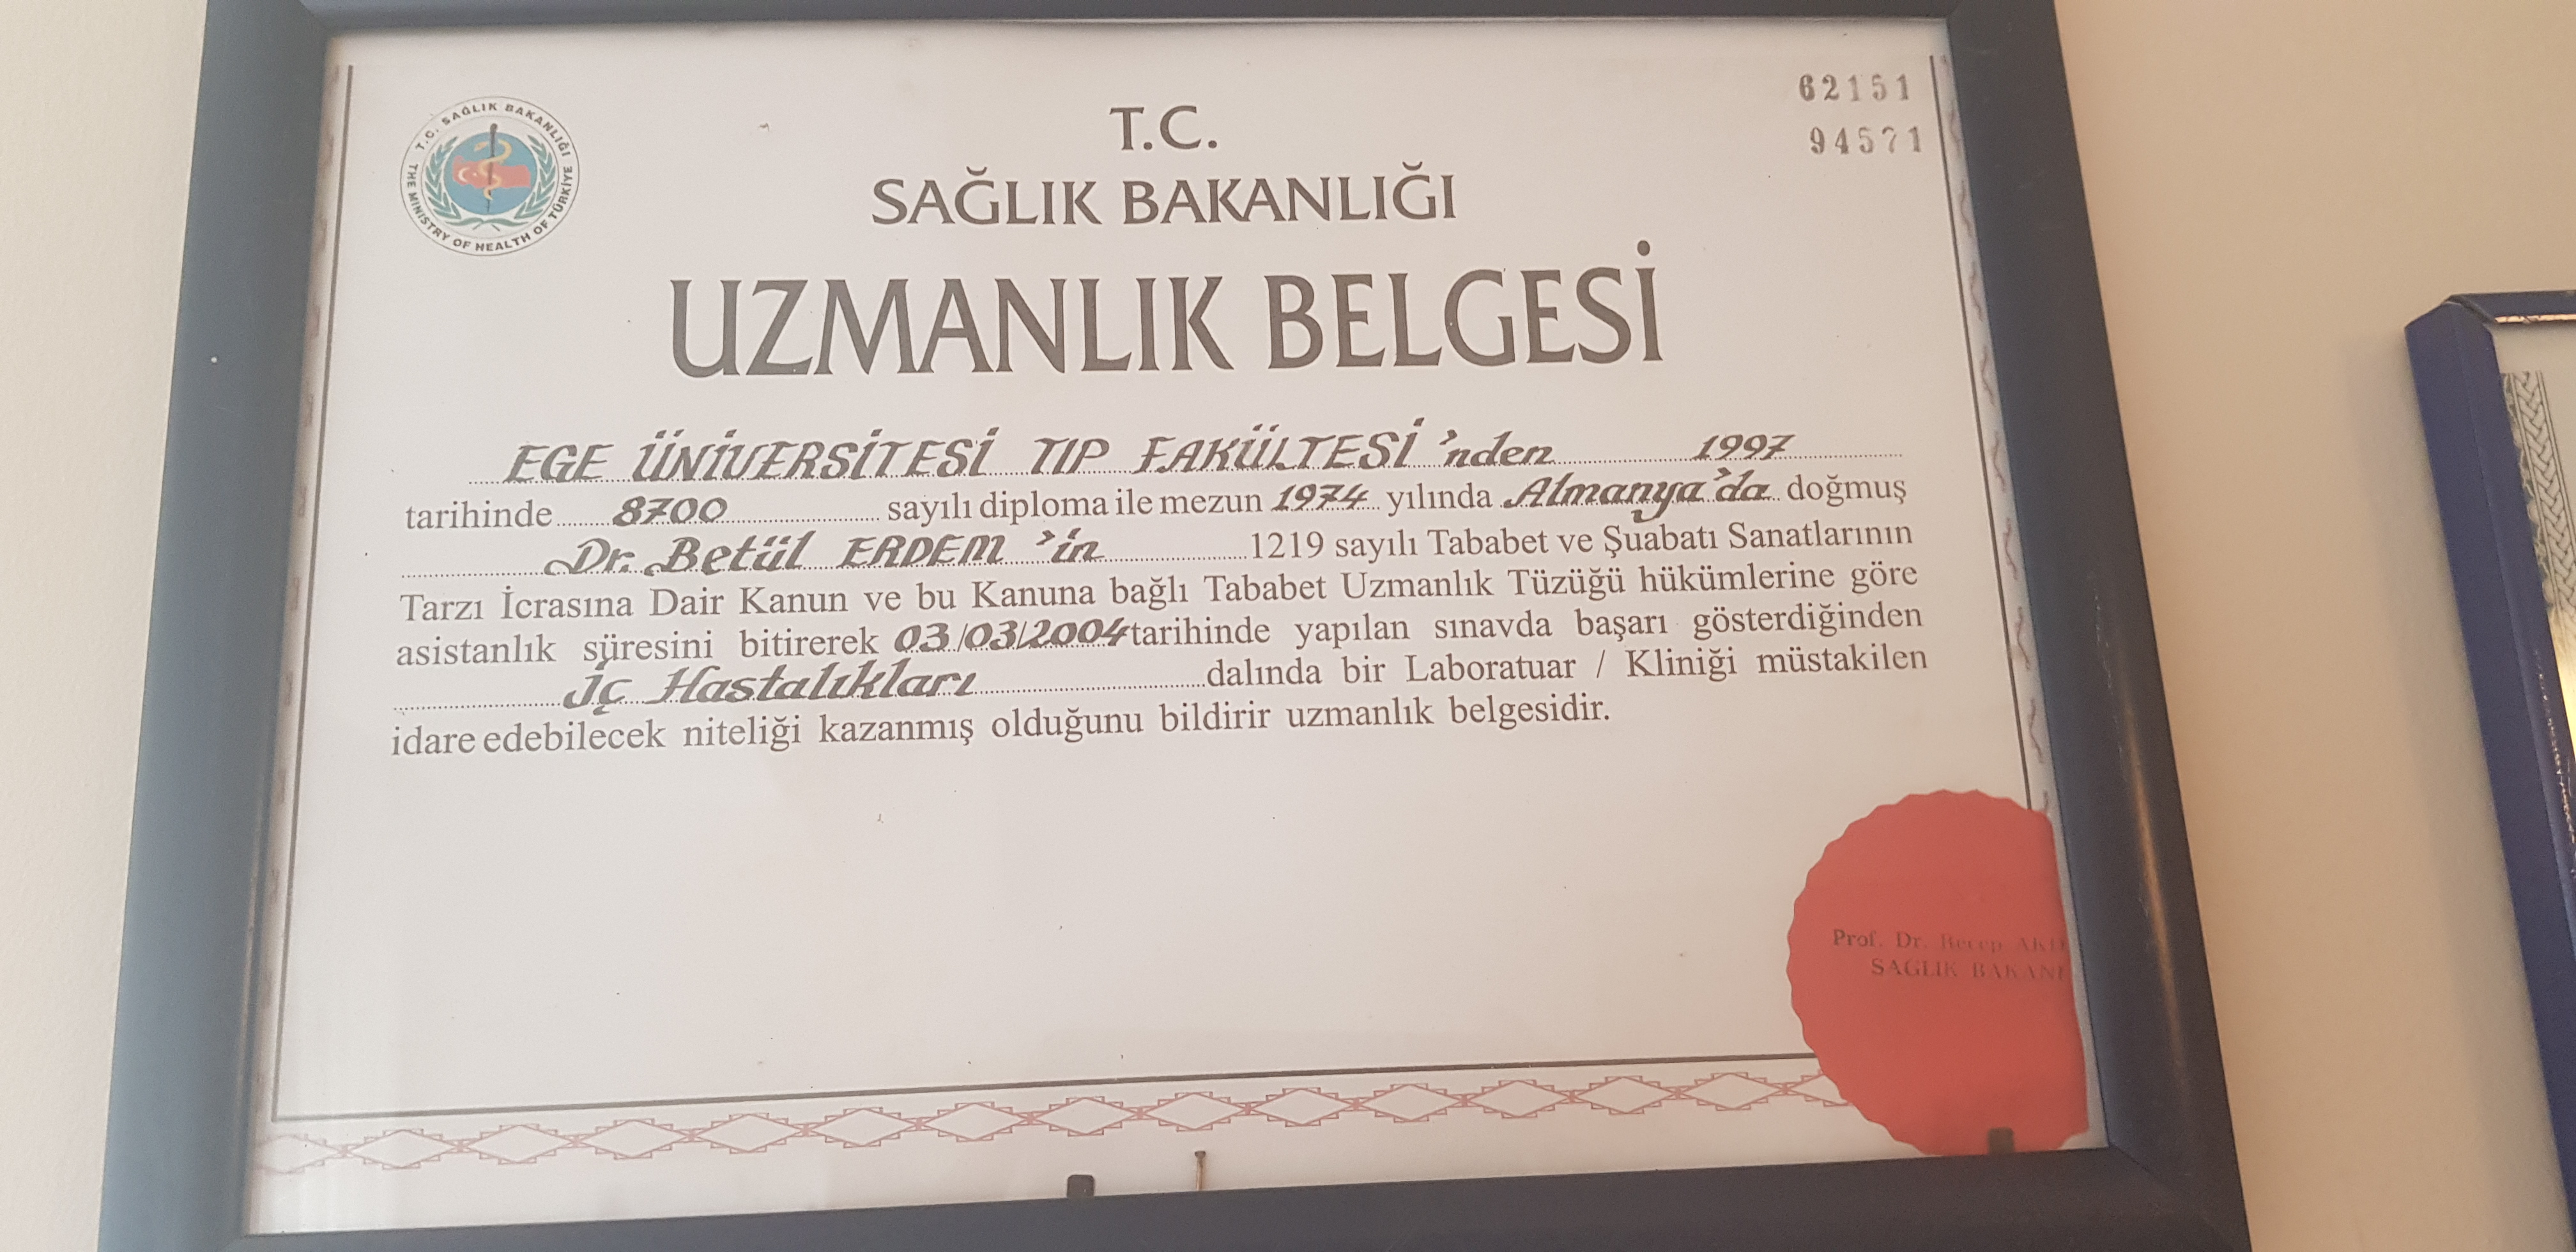 T.C. SAĞLIK BAKANLIĞI
THE MINISTRY OF HEALTH OF TÜRKİYE
62151
94571
T.C.
SAĞLIK BAKANLIĞI
UZMANLIK BELGESİ
EGE ÜNİVERSİTESİ TIP FAKÜLTESİ'nden 1997
tarihinde 8700 sayılı diploma ile mezun 1974 yılında Almanya'da doğmuş
Dr. Betül ERDEM'in 1219 sayılı Tababet ve Şuabatı Sanatlarının
Tarzı İcrasına Dair Kanun ve bu Kanuna bağlı Tababet Uzmanlık Tüzüğü hükümlerine göre
asistanlık süresini bitirerek 03/03/2004 tarihinde yapılan sınavda başarı gösterdiğinden
İç Hastalıkları dalında bir Laboratuar / Kliniği müstakilen
idare edebilecek niteliği kazanmış olduğunu bildirir uzmanlık belgesidir.
Prof. Dr. Recep
SAĞLIK BAKANI